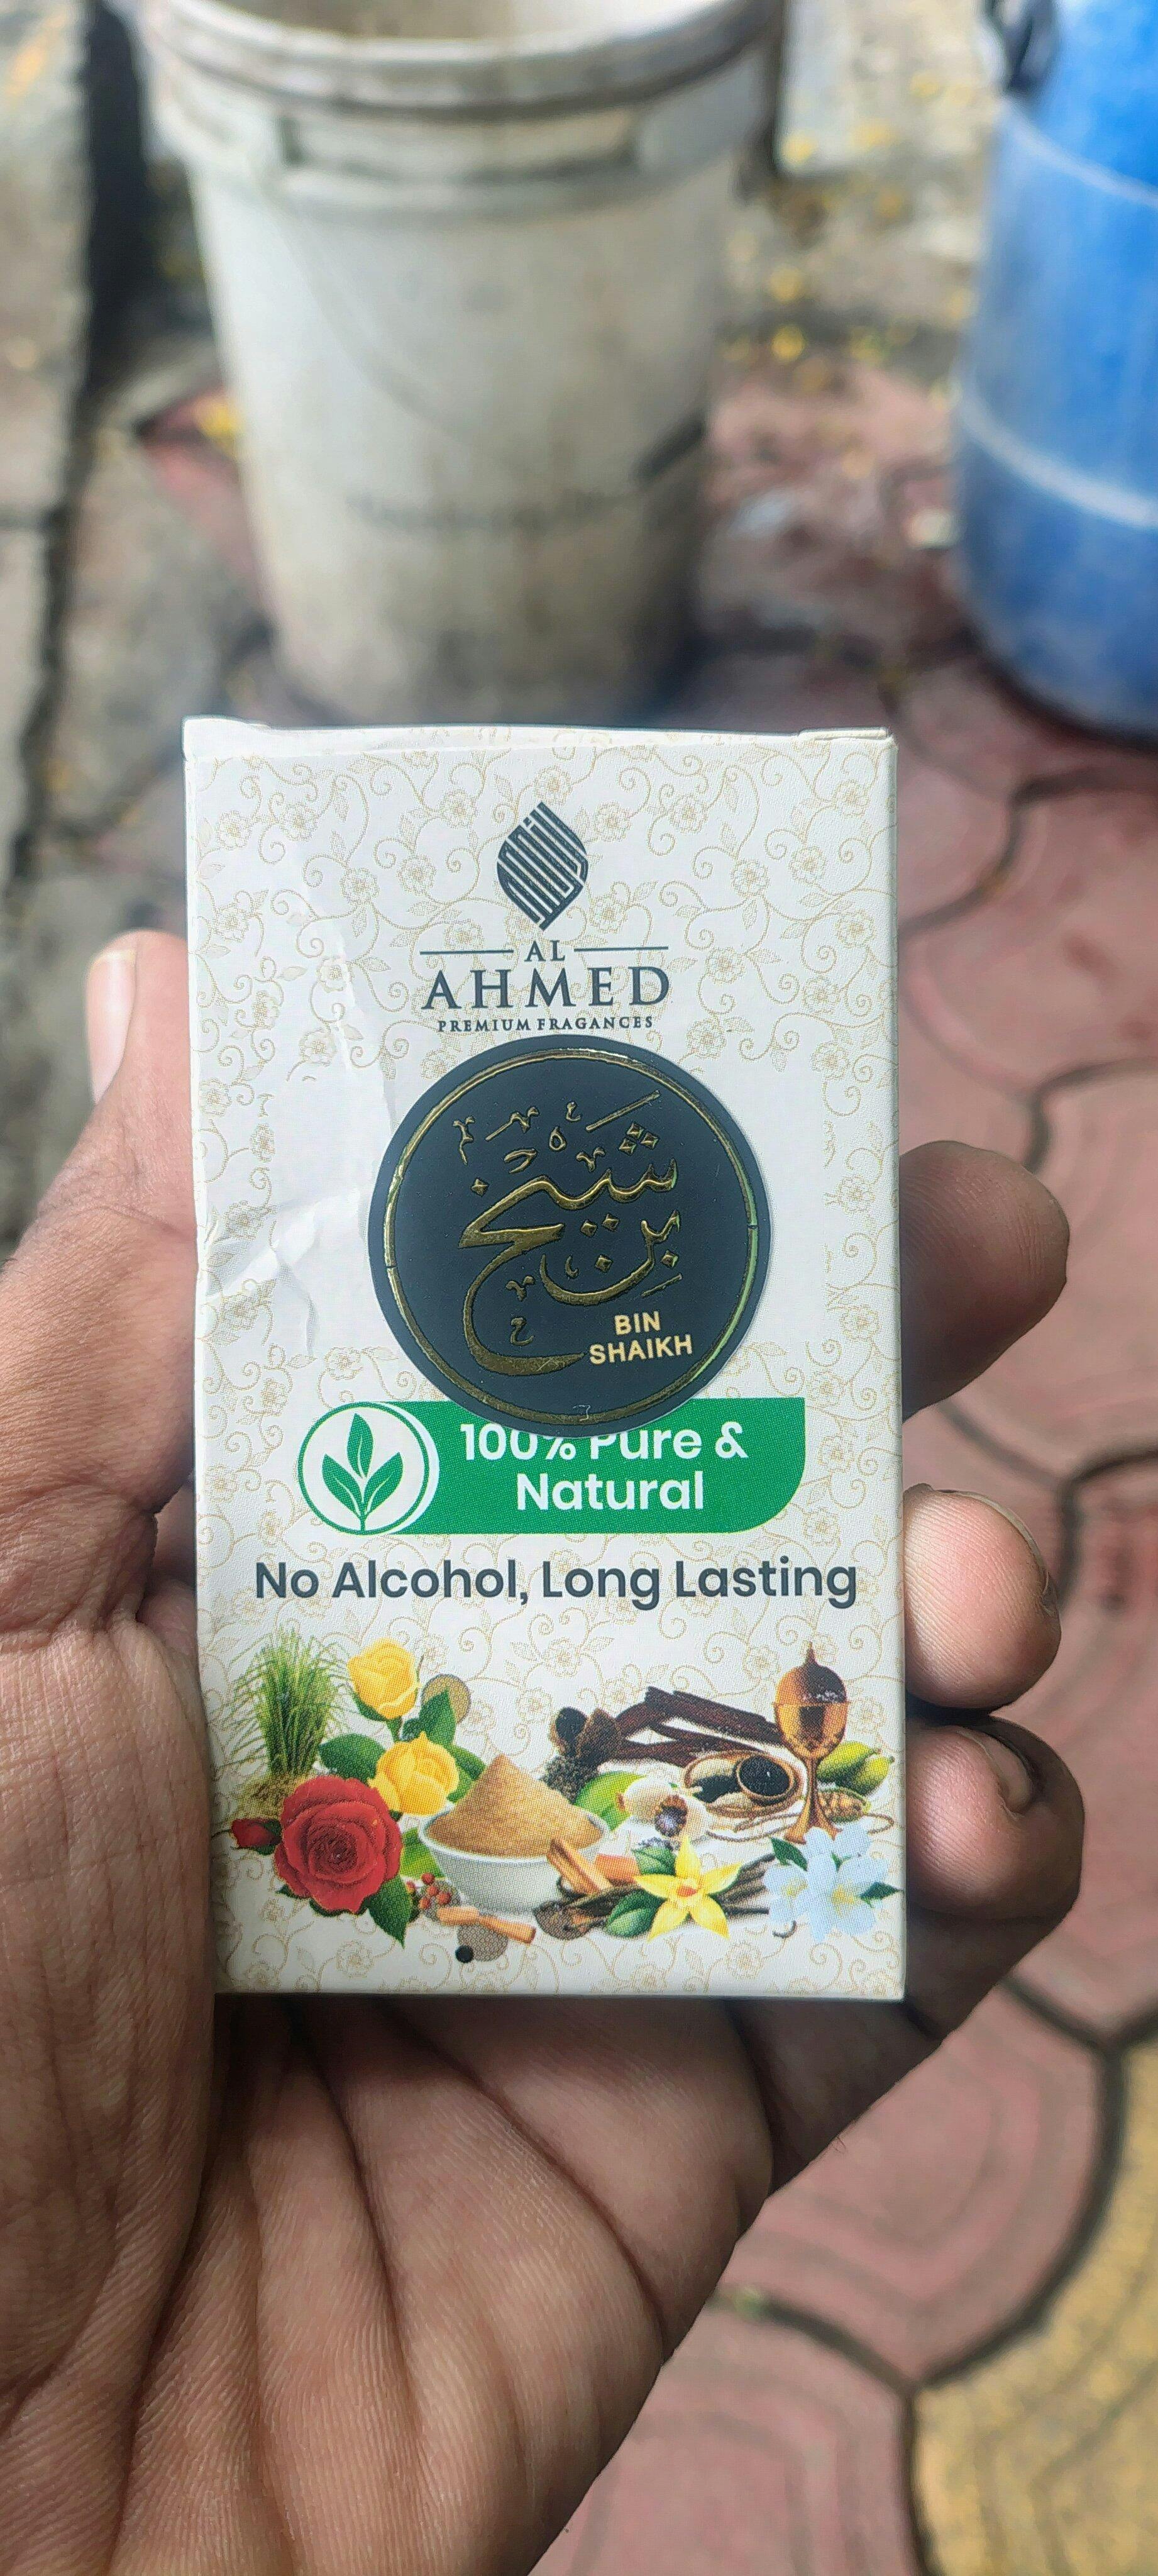 AL
AHMED
PREMIUM FRAGANCES
شيخ
بن
BIN
SHAIKH
100% Pure &
Natural
No Alcohol, Long Lasting